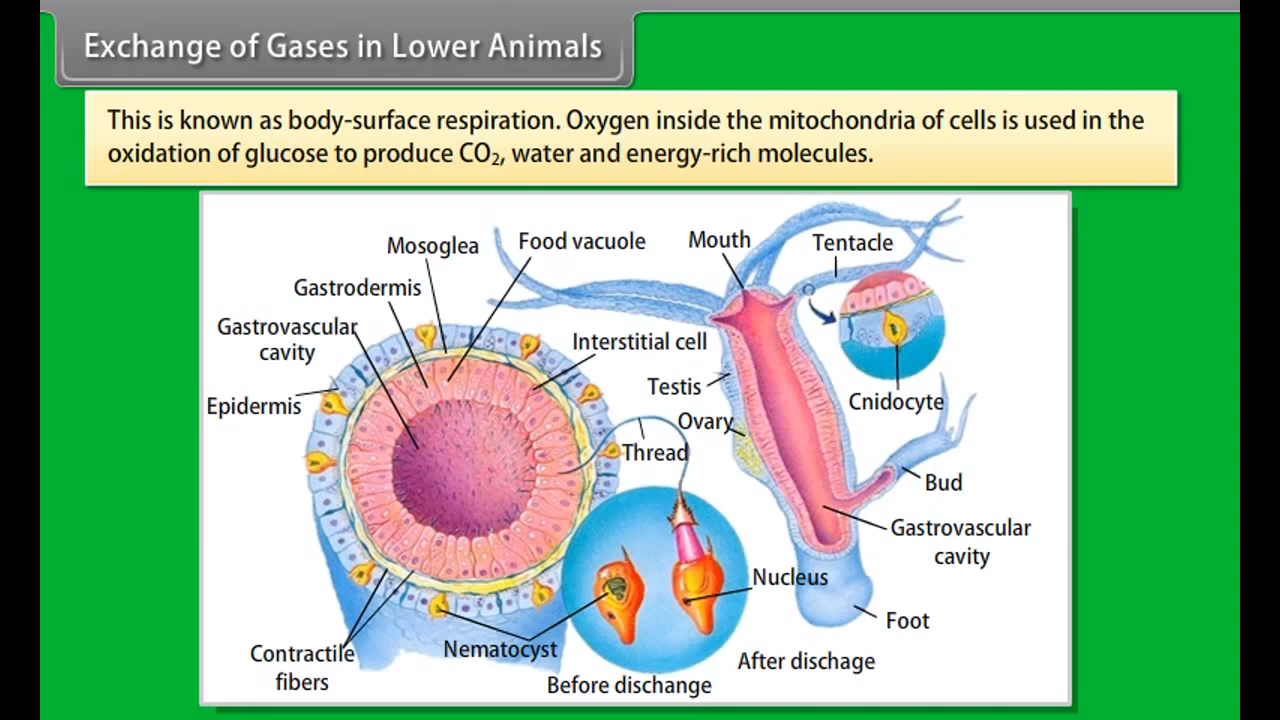 Exchange of Gases in Lower Animals
This is known as body-surface respiration. Oxygen inside the mitochondria of cells is used in the
oxidation of glucose to produce CO₂, water and energy-rich molecules.
Mosoglea
Food vacuole
Mouth
Tentacle
Gastrodermis
Gastrovascular
cavity
Interstitial cell
Epidermis
Testis
Cnidocyte
Ovary
Thread
Bud
Gastrovascular
cavity
Nucleus
Foot
Contractile
fibers
Nematocyst
After dischage
Before dischange